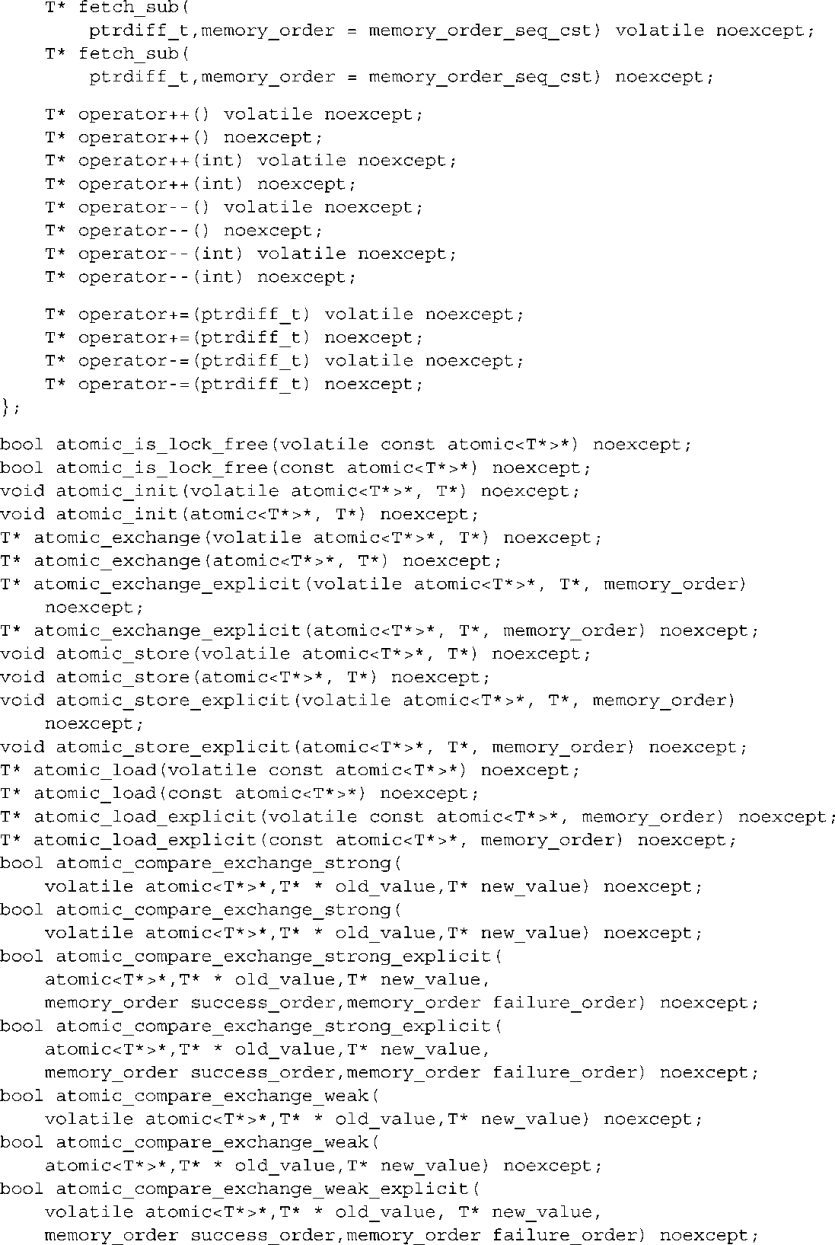 T* fetch_sub(
ptrdiff_t,memory_order = memory_order_seq_cst) volatile noexcept;
T* fetch_sub(
ptrdiff_t,memory_order = memory_order_seq_cst) noexcept;
T* operator++() volatile noexcept;
T* operator++() noexcept;
T* operator++(int) volatile noexcept;
T* operator++(int) noexcept;
T* operator--() volatile noexcept;
T* operator--() noexcept;
T* operator--(int) volatile noexcept;
T* operator--(int) noexcept;
T* operator+=(ptrdiff_t) volatile noexcept;
T* operator+=(ptrdiff_t) noexcept;
T* operator-=(ptrdiff_t) volatile noexcept;
T* operator-=(ptrdiff_t) noexcept;
};
bool atomic_is_lock_free(volatile const atomic<T*>*) noexcept;
bool atomic_is_lock_free(const atomic<T*>*) noexcept;
void atomic_init(volatile atomic<T*>*, T*) noexcept;
void atomic_init(atomic<T*>*, T*) noexcept;
T* atomic_exchange(volatile atomic<T*>*, T*) noexcept;
T* atomic_exchange(atomic<T*>*, T*) noexcept;
T* atomic_exchange_explicit(volatile atomic<T*>*, T*, memory_order)
noexcept;
T* atomic_exchange_explicit(atomic<T*>*, T*, memory_order) noexcept;
void atomic_store(volatile atomic<T*>*, T*) noexcept;
void atomic_store(atomic<T*>*, T*) noexcept;
void atomic_store_explicit(volatile atomic<T*>*, T*, memory_order)
noexcept;
void atomic_store_explicit(atomic<T*>*, T*, memory_order) noexcept;
T* atomic_load(volatile const atomic<T*>*) noexcept;
T* atomic_load(const atomic<T*>*) noexcept;
T* atomic_load_explicit(volatile const atomic<T*>*, memory_order) noexcept;
T* atomic_load_explicit(const atomic<T*>*, memory_order) noexcept;
bool atomic_compare_exchange_strong(
volatile atomic<T*>*,T* * old_value,T* new_value) noexcept;
bool atomic_compare_exchange_strong(
volatile atomic<T*>*,T* * old_value,T* new_value) noexcept;
bool atomic_compare_exchange_strong_explicit(
atomic<T*>*,T* * old_value,T* new_value,
memory_order success_order,memory_order failure_order) noexcept;
bool atomic_compare_exchange_strong_explicit(
atomic<T*>*,T* * old_value,T* new_value,
memory_order success_order,memory_order failure_order) noexcept;
bool atomic_compare_exchange_weak(
volatile atomic<T*>*,T* * old_value,T* new_value) noexcept;
bool atomic_compare_exchange_weak(
atomic<T*>*,T* * old_value,T* new_value) noexcept;
bool atomic_compare_exchange_weak_explicit(
volatile atomic<T*>*,T* * old_value, T* new_value,
memory_order success_order,memory_order failure_order) noexcept;